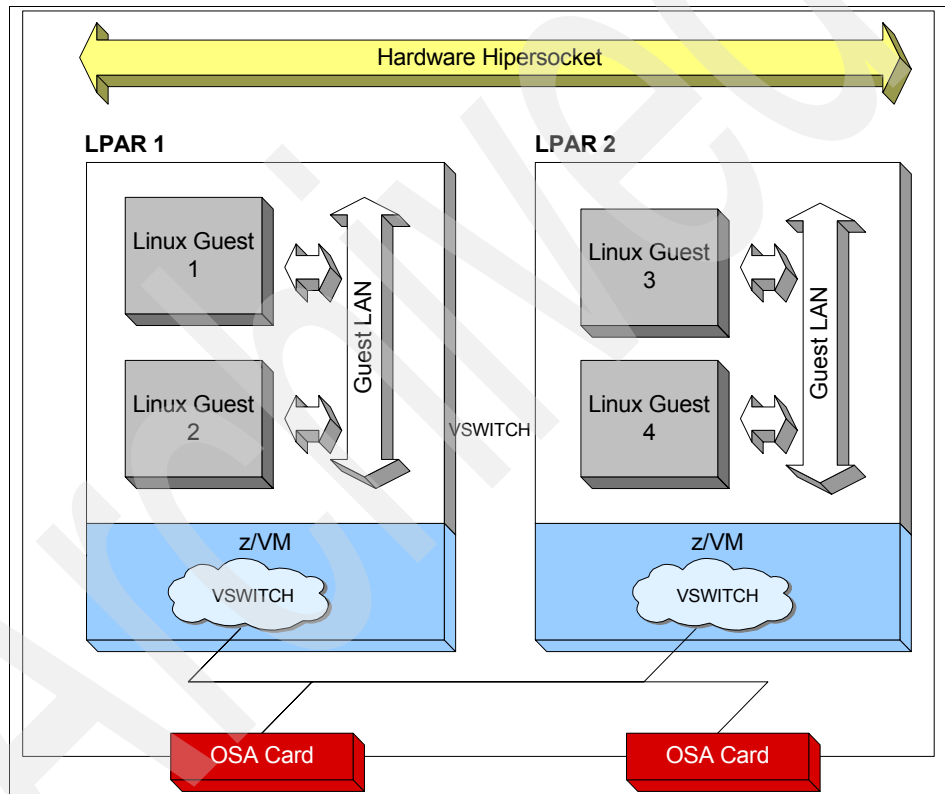 Hardware Hipersocket
LPAR 1
LPAR 2
Linux Guest
1
Guest LAN
Linux Guest
2
Linux Guest
3
Guest LAN
Linux Guest
4
VSWITCH
z/VM
VSWITCH
z/VM
VSWITCH
OSA Card
OSA Card
Archived